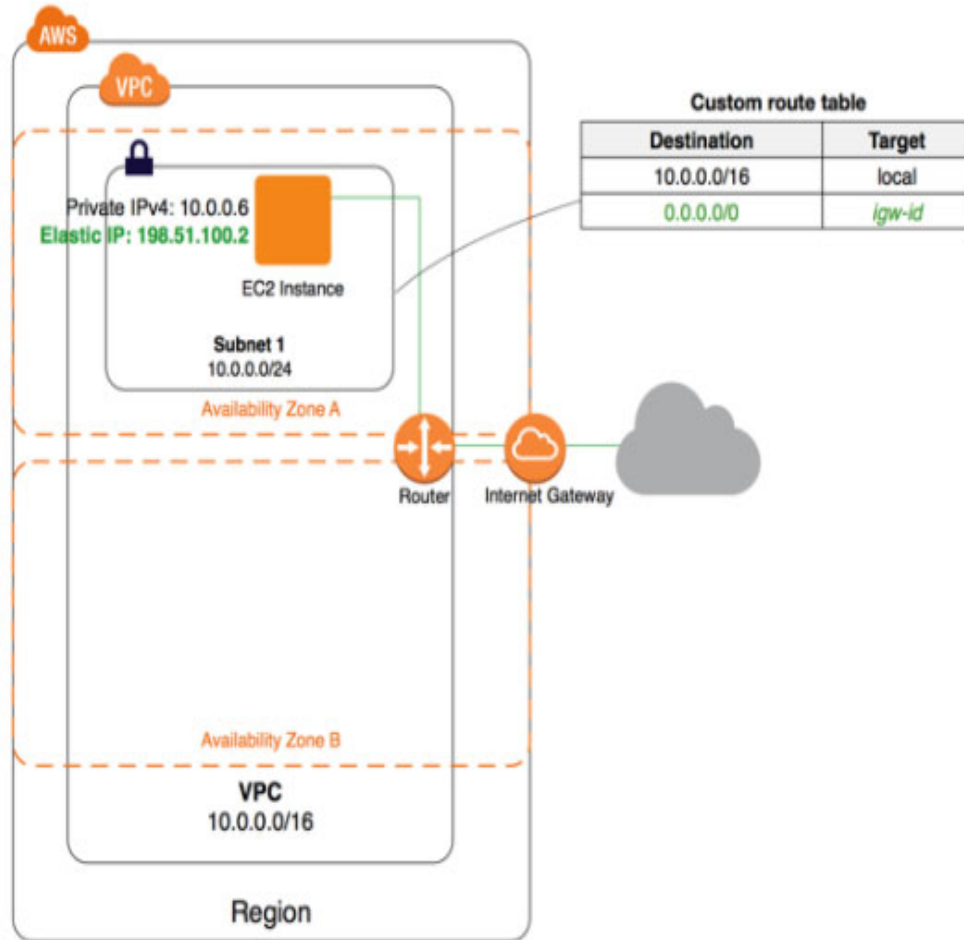 AWS
VPC
Custom route table
Destination Target
10.0.0.0/16 local
0.0.0.0/0 igw-id
Private IPv4: 10.0.0.6
Elastic IP: 198.51.100.2
EC2 Instance
Subnet 1
10.0.0.0/24
Availability Zone A
Router
Internet Gateway
Availability Zone B
VPC
10.0.0.0/16
Region